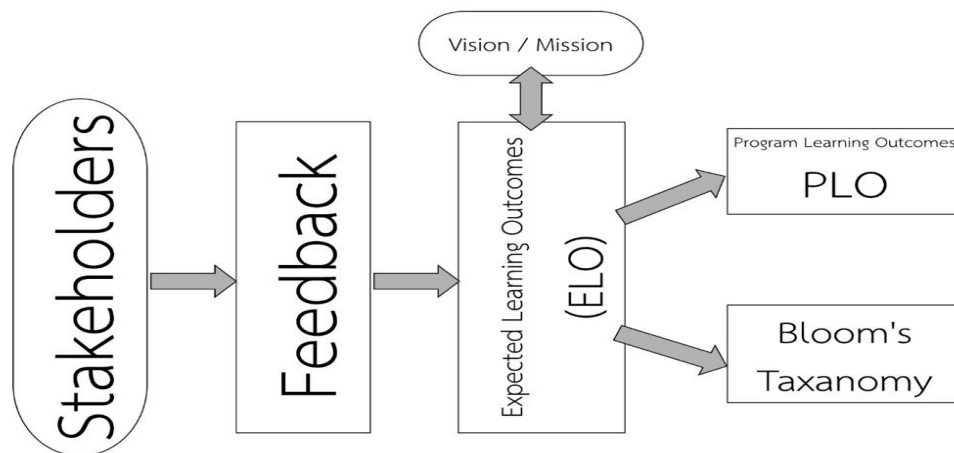 Vision / Mission
Stakeholders
Feedback
Expected Learning Outcomes
(ELO)
Program Learning Outcomes
PLO
Bloom's
Taxanomy